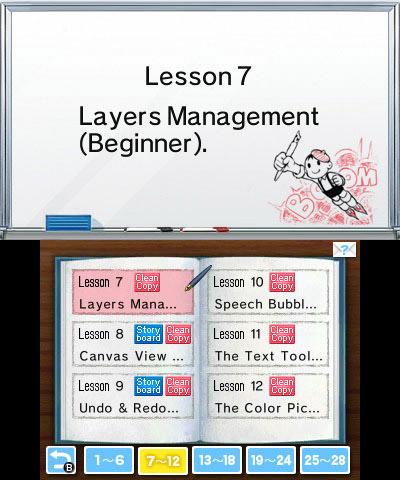 Lesson 7
Layers Management
(Beginner).
BOOM
?
Lesson 7 Clean Copy
Layers Mana...
Lesson 8 Story board Clean Copy
Canvas View ...
Lesson 9 Story board Clean Copy
Undo & Redo...
Lesson 10 Clean Copy
Speech Bubbl...
Lesson 11 Clean Copy
The Text Tool...
Lesson 12 Clean Copy
The Color Pic...
B
1~6
7~12
13~18
19~24
25~28